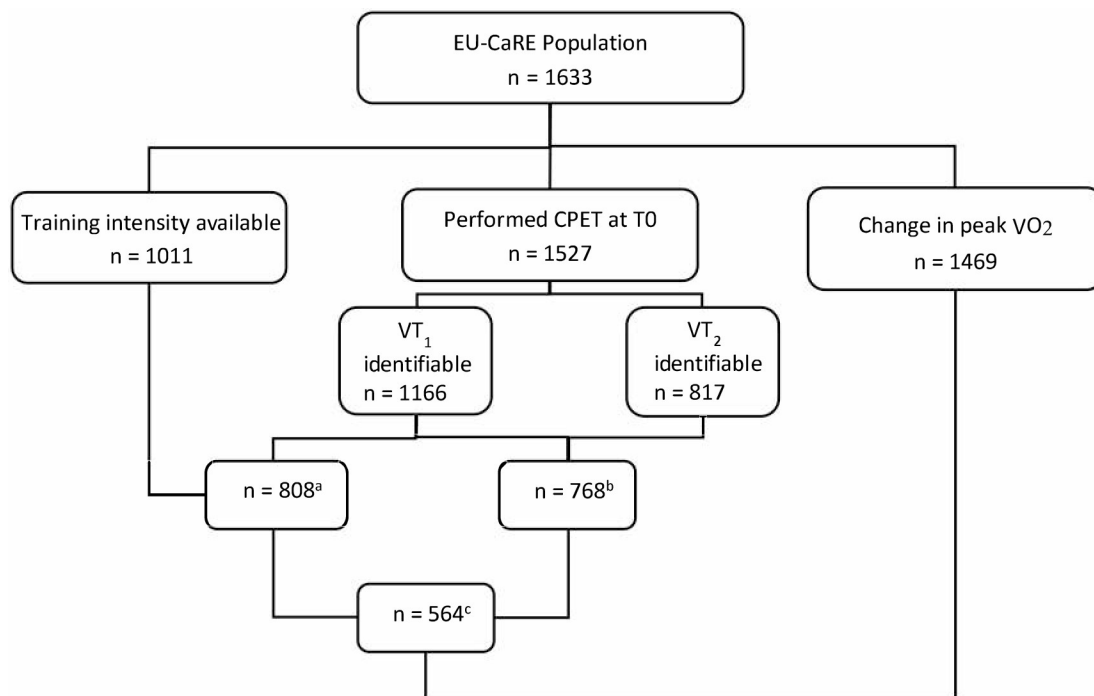 EU-CaRE Population
n = 1633
Training intensity available
n = 1011
Performed CPET at T0
n = 1527
Change in peak VO2
n = 1469
VT1
identifiable
n = 1166
VT2
identifiable
n = 817
n = 808a
n = 768b
n = 564c